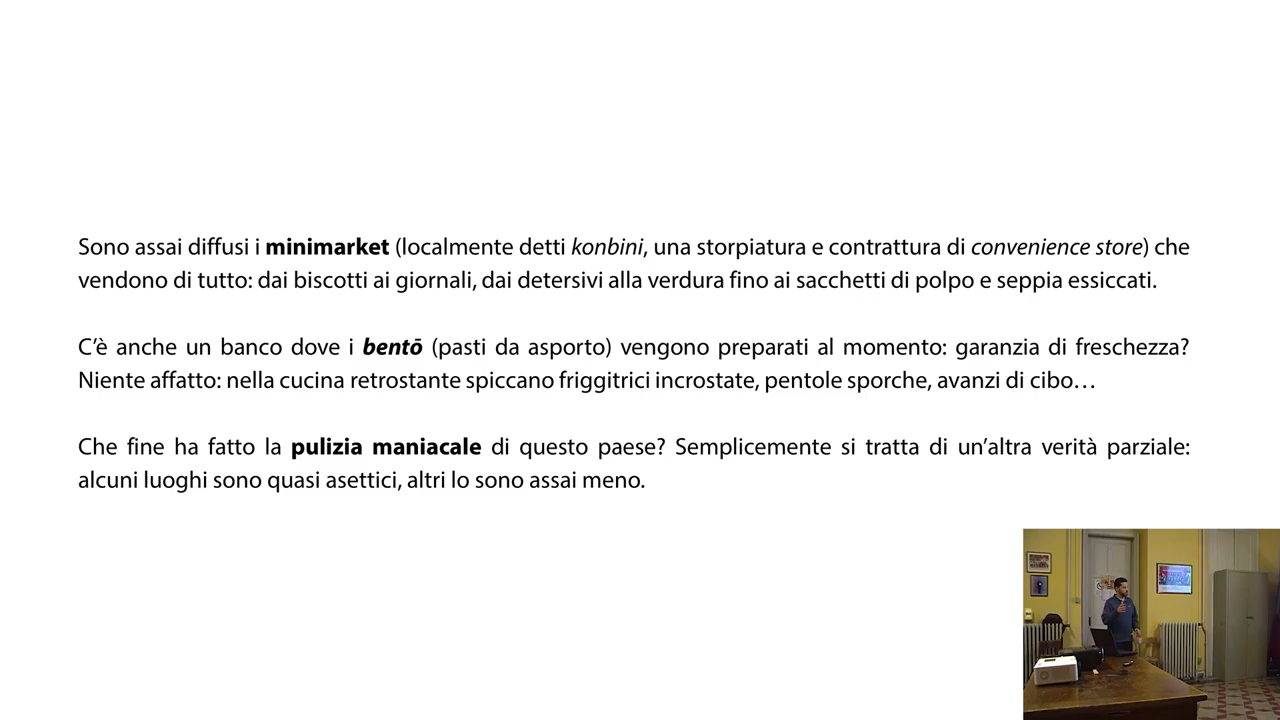 Sono assai diffusi i minimarket (localmente detti konbini, una storpiatura e contrattura di convenience store) che
vendono di tutto: dai biscotti ai giornali, dai detersivi alla verdura fino ai sacchetti di polpo e seppia essiccati.
C’è anche un banco dove i bentō (pasti da asporto) vengono preparati al momento: garanzia di freschezza?
Niente affatto: nella cucina retrostante spiccano friggitrici incrostate, pentole sporche, avanzi di cibo…
Che fine ha fatto la pulizia maniacale di questo paese? Semplicemente si tratta di un’altra verità parziale:
alcuni luoghi sono quasi asettici, altri lo sono assai meno.